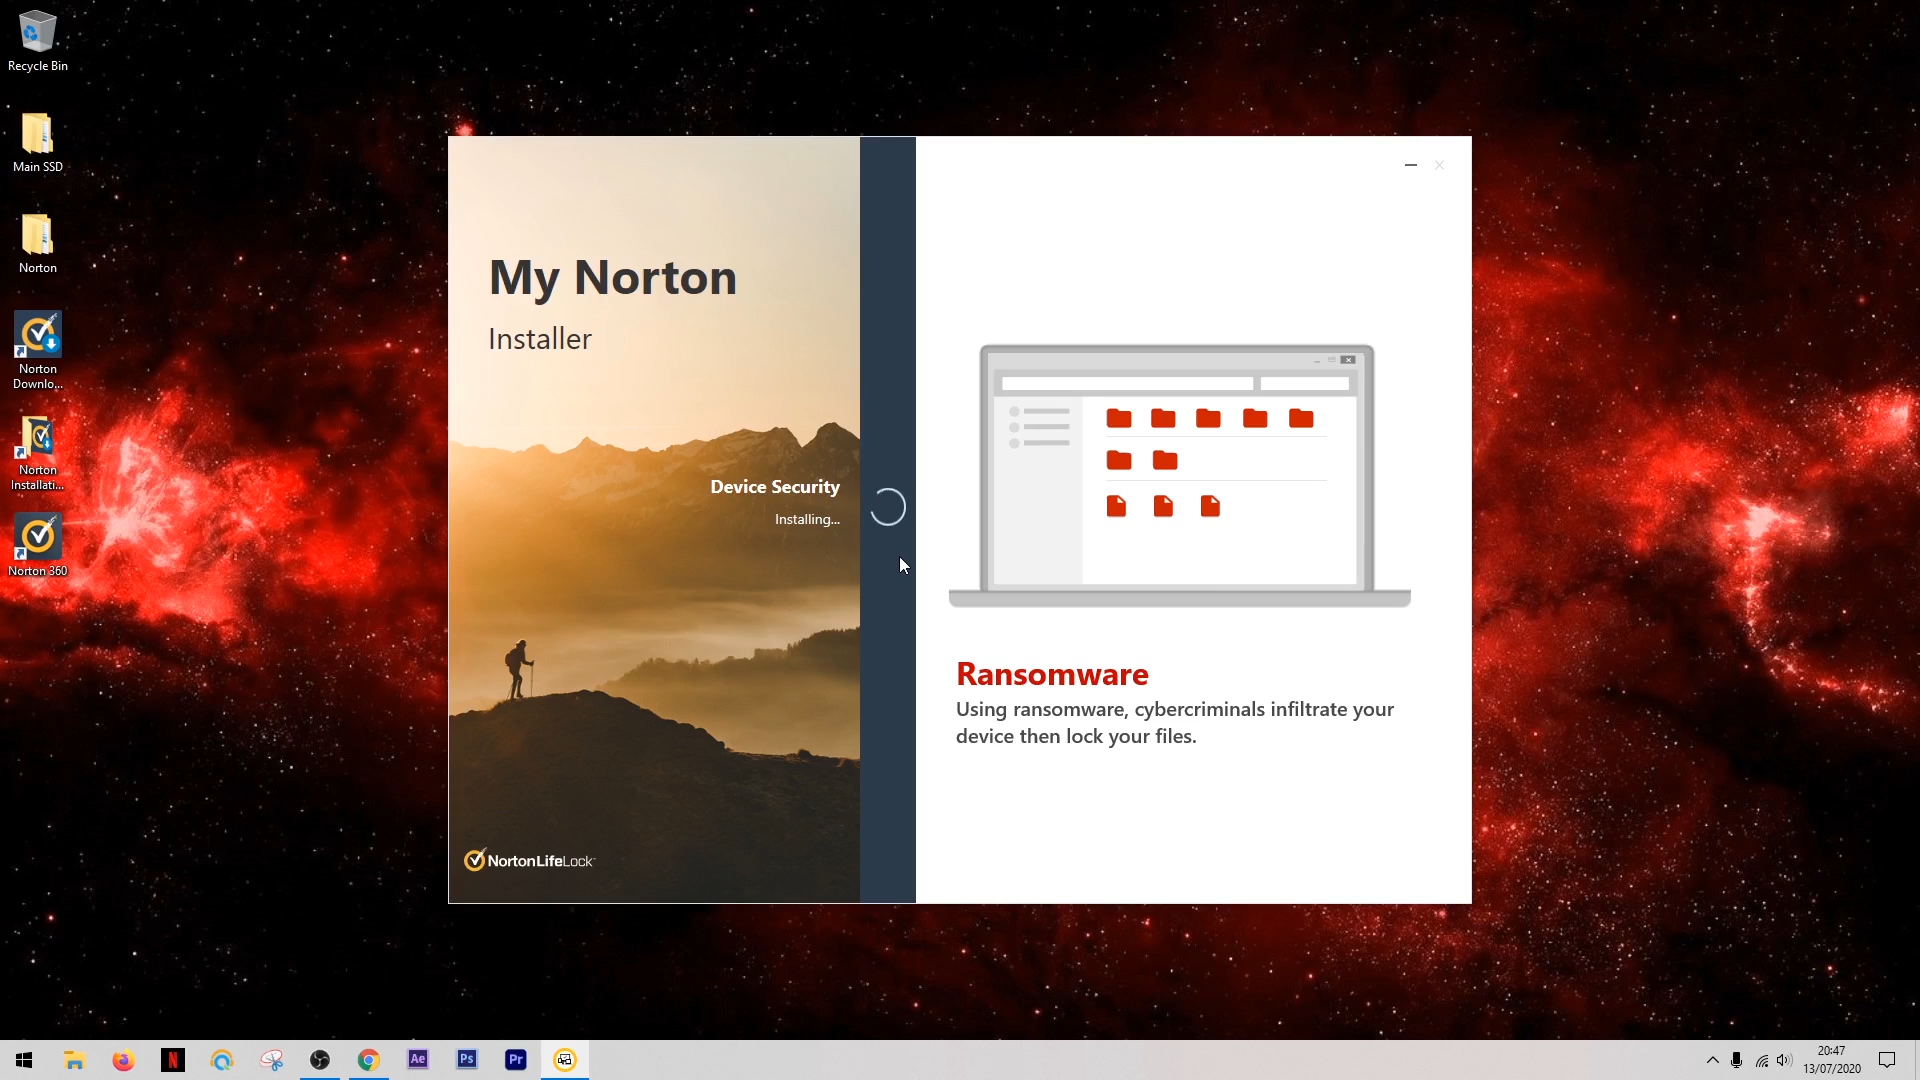 Recycle Bin
Main SSD
Norton
Norton
Downlo...
Norton
Installati...
Norton 360
My Norton
Installer
Device Security
Installing...
NortonLifeLock
Ransomware
Using ransomware, cybercriminals infiltrate your
device then lock your files.
N
Ae
Ps
Pr
20:47
13/07/2020